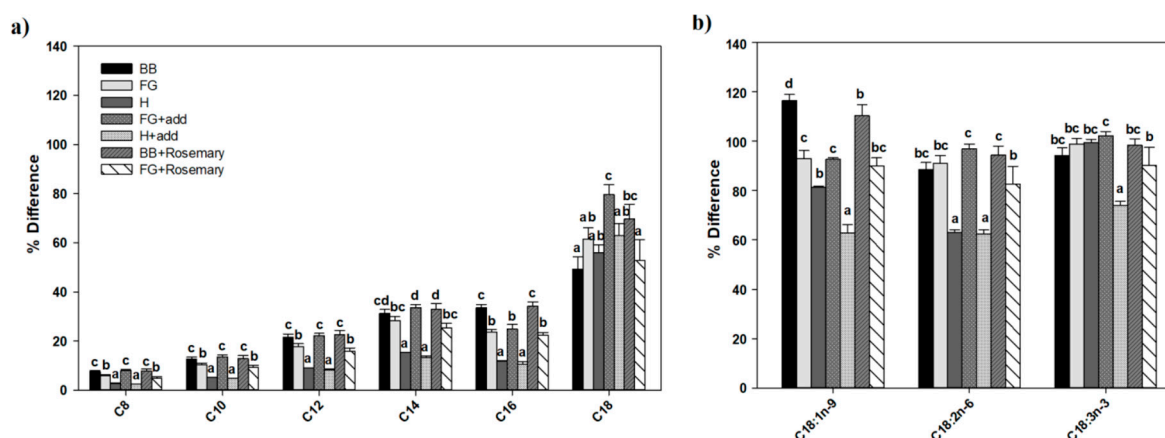 a)
140
120
100
80
60
40
20
0
% Difference
BB
FG
H
FG+add
H+add
BB+Rosemary
FG+Rosemary
c b c a c a c b
c b a c a c b
c b a c a c b
cd bc a d a d bc
c b a b a c b
a a b a b c a b bc a
C8 C10 C12 C14 C16 C18
b)
140
120
100
80
60
40
20
0
% Difference
d c b c a b bc
bc bc a c a c b
bc bc bc c a bc b
C18:1n-9 C18:2n-6 C18:3n-3